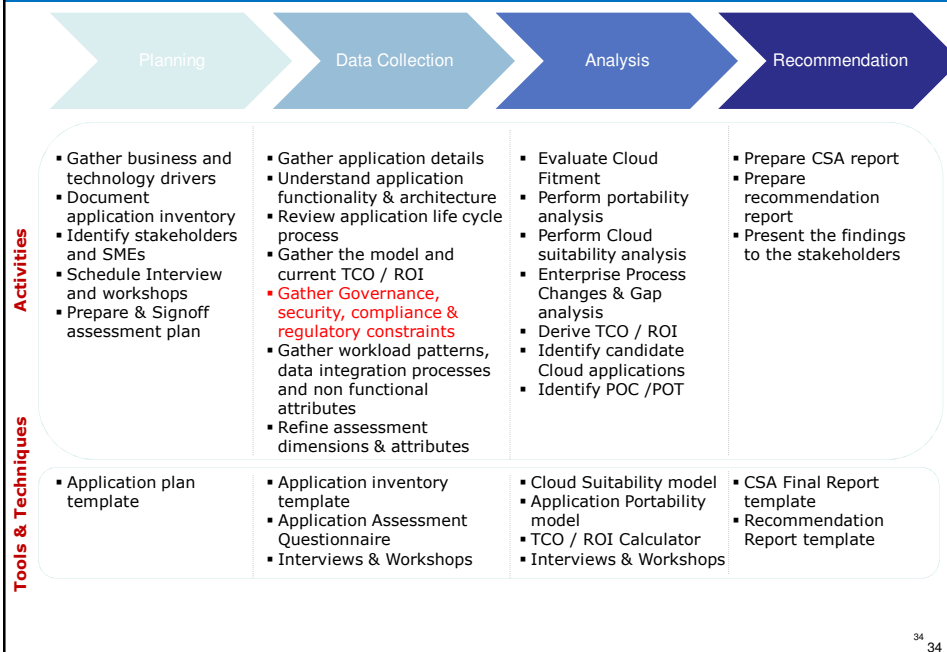 Planning
Data Collection
Analysis
Recommendation
Activities
▪ Gather business and
technology drivers
▪ Document
application inventory
▪ Identify stakeholders
and SMEs
▪ Schedule Interview
and workshops
▪ Prepare & Signoff
assessment plan
▪ Gather application details
▪ Understand application
functionality & architecture
▪ Review application life cycle
process
▪ Gather the model and
current TCO / ROI
▪ Gather Governance,
security, compliance &
regulatory constraints
▪ Gather workload patterns,
data integration processes
and non functional
attributes
▪ Refine assessment
dimensions & attributes
▪ Evaluate Cloud
Fitment
▪ Perform portability
analysis
▪ Perform Cloud
suitability analysis
▪ Enterprise Process
Changes & Gap
analysis
▪ Derive TCO / ROI
▪ Identify candidate
Cloud applications
▪ Identify POC /POT
▪ Prepare CSA report
▪ Prepare
recommendation
report
▪ Present the findings
to the stakeholders
Tools & Techniques
▪ Application plan
template
▪ Application inventory
template
▪ Application Assessment
Questionnaire
▪ Interviews & Workshops
▪ Cloud Suitability model
▪ Application Portability
model
▪ TCO / ROI Calculator
▪ Interviews & Workshops
▪ CSA Final Report
template
▪ Recommendation
Report template
34
34